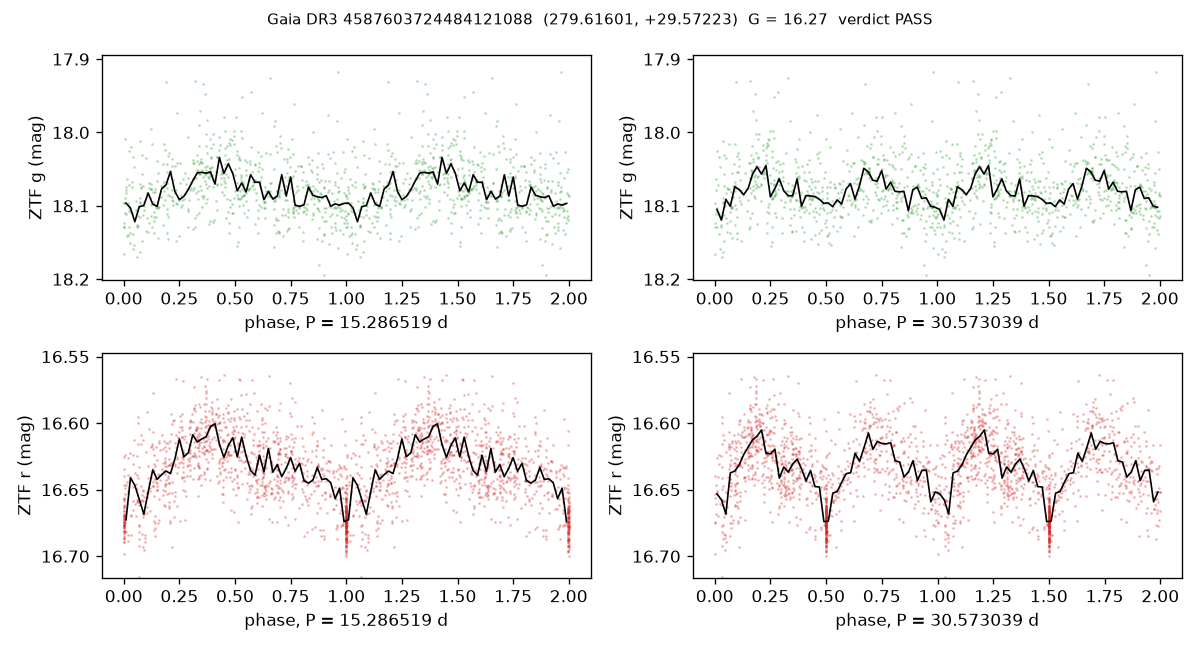 Gaia DR3 4587603724484121088 (279.61601, +29.57223) G = 16.27 verdict PASS
17.9
18.0
18.1
18.2
ZTF g (mag)
0.00 0.25 0.50 0.75 1.00 1.25 1.50 1.75 2.00
phase, P = 15.286519 d
17.9
18.0
18.1
18.2
ZTF g (mag)
0.00 0.25 0.50 0.75 1.00 1.25 1.50 1.75 2.00
phase, P = 30.573039 d
16.55
16.60
16.65
16.70
ZTF r (mag)
0.00 0.25 0.50 0.75 1.00 1.25 1.50 1.75 2.00
phase, P = 15.286519 d
16.55
16.60
16.65
16.70
ZTF r (mag)
0.00 0.25 0.50 0.75 1.00 1.25 1.50 1.75 2.00
phase, P = 30.573039 d